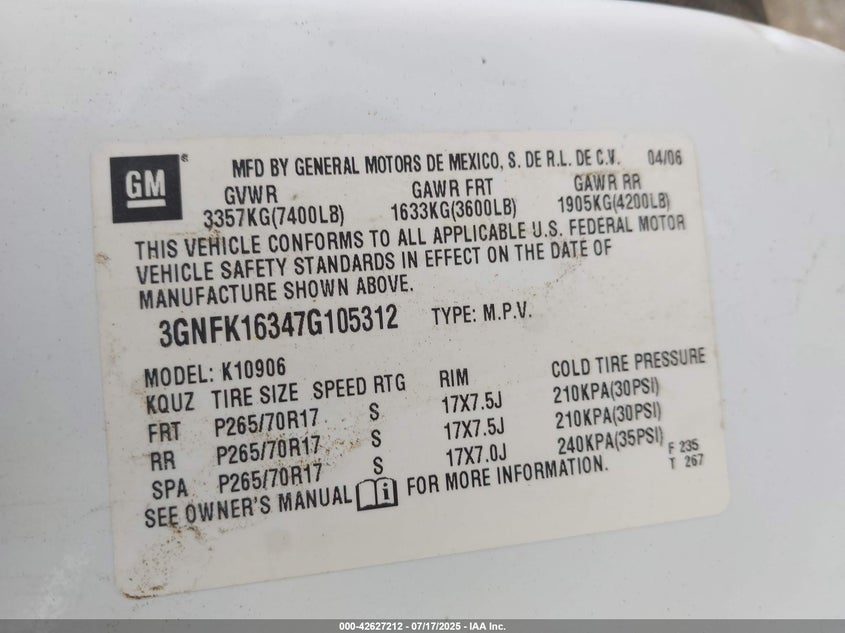 GM
®
MFD BY GENERAL MOTORS DE MEXICO, S. DE R.L. DE C.V. 04/06
GVWR GAWR FRT GAWR RR
3357KG(7400LB) 1633KG(3600LB) 1905KG(4200LB)
THIS VEHICLE CONFORMS TO ALL APPLICABLE U.S. FEDERAL MOTOR
VEHICLE SAFETY STANDARDS IN EFFECT ON THE DATE OF
MANUFACTURE SHOWN ABOVE.
3GNFK16347G105312 TYPE: M.P.V.
MODEL: K10906
KQUZ TIRE SIZE SPEED RTG RIM COLD TIRE PRESSURE
FRT P265/70R17 S 17X7.5J 210KPA(30PSI)
RR P265/70R17 S 17X7.5J 210KPA(30PSI)
SPA P265/70R17 S 17X7.0J 240KPA(35PSI)
F 235
T 267
SEE OWNER'S MANUAL i FOR MORE INFORMATION.
000-42627212 - 07/17/2025 - IAA Inc.